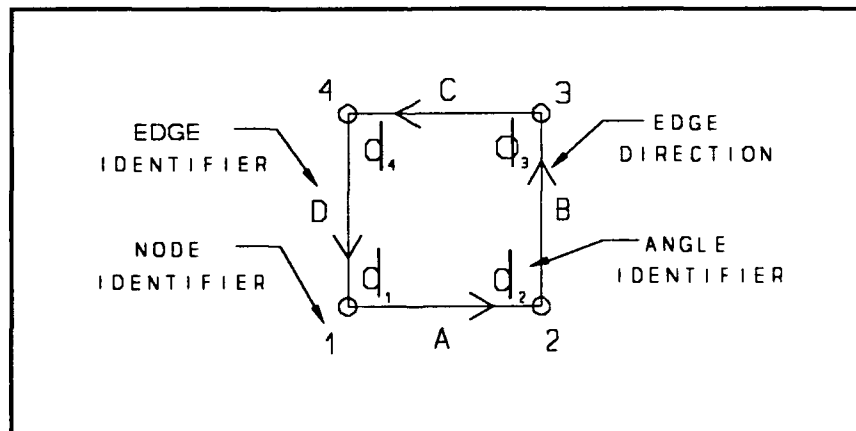 4
C
3
EDGE
IDENTIFIER
EDGE
DIRECTION
d4
d3
D
B
NODE
IDENTIFIER
ANGLE
IDENTIFIER
d1
d2
1
A
2